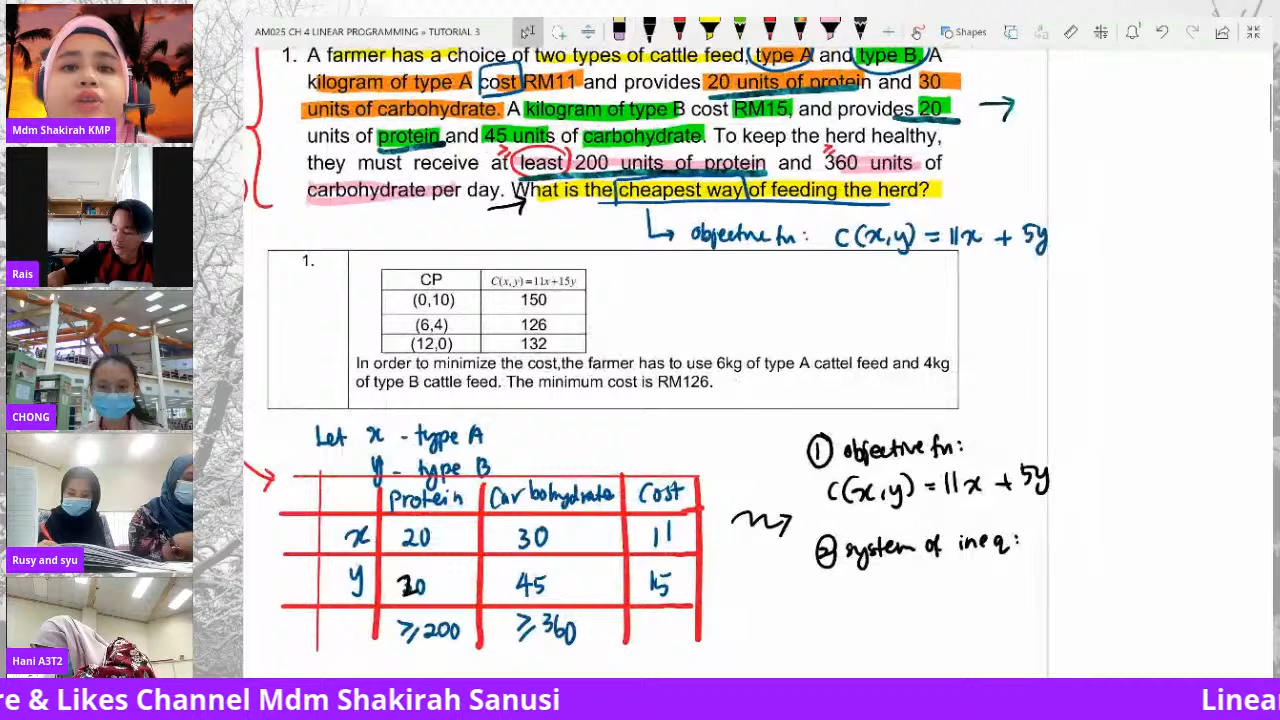 AM025 CH 4 LINEAR PROGRAMMING » TUTORIAL 3
Shapes
1. A farmer has a choice of two types of cattle feed, type A and type B. A
kilogram of type A cost RM11 and provides 20 units of protein and 30
units of carbohydrate. A kilogram of type B cost RM15, and provides 20
units of protein and 45 units of carbohydrate. To keep the herd healthy,
they must receive at least 200 units of protein and 360 units of
carbohydrate per day. What is the cheapest way of feeding the herd?
objective fn: C(x,y) = 11x + 5y
1.
CP C(x,y)=11x+15y
(0,10) 150
(6,4) 126
(12,0) 132
In order to minimize the cost,the farmer has to use 6kg of type A cattel feed and 4kg
of type B cattle feed. The minimum cost is RM126.
Let x - type A
y - type B
Protein Carbohydrate Cost
x 20 30 11
y 20 45 15
≥200 ≥360
① objective fn:
C(x,y) = 11x + 5y
② system of ineq:
Mdm Shakirah KMP
Rais
CHONG
Rusy and syu
Hani A3T2
re & Likes Channel Mdm Shakirah Sanusi
Linear